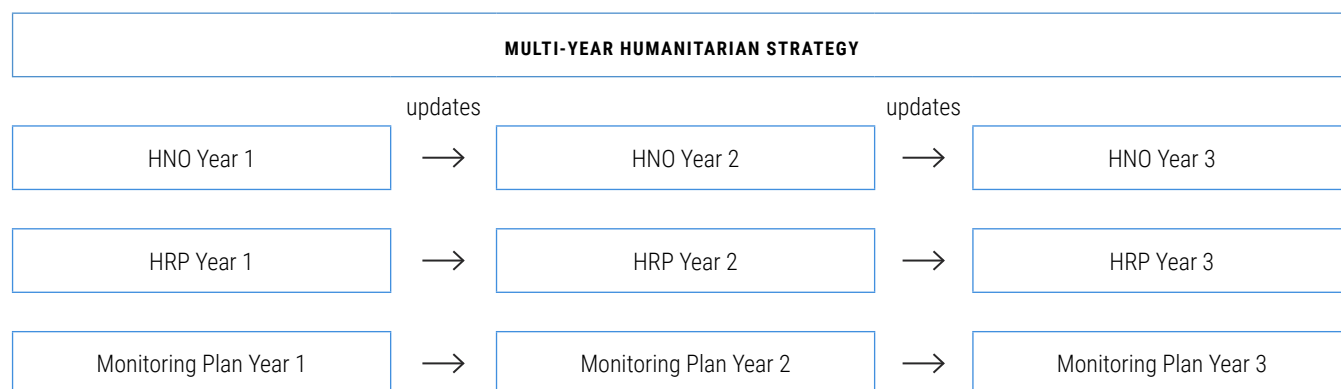 MULTI-YEAR HUMANITARIAN STRATEGY
updates updates
HNO Year 1 HNO Year 2 HNO Year 3
HRP Year 1 HRP Year 2 HRP Year 3
Monitoring Plan Year 1 Monitoring Plan Year 2 Monitoring Plan Year 3